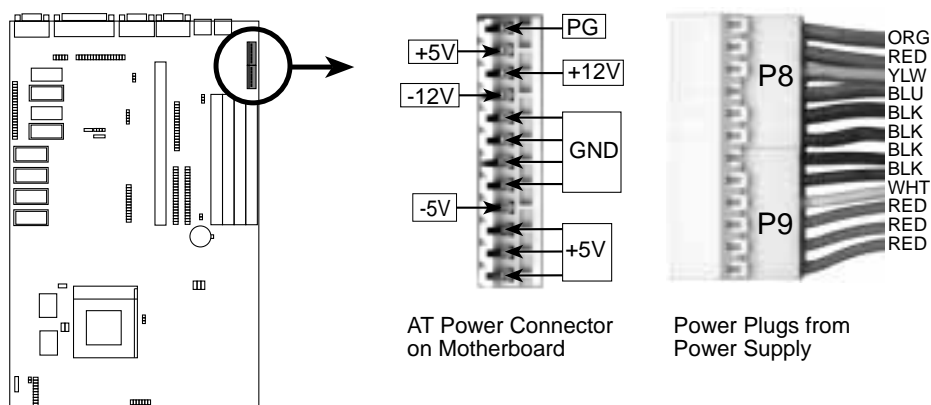 PG
+5V
+12V
-12V
GND
-5V
+5V
AT Power Connector
on Motherboard
P8
P9
ORG
RED
YLW
BLU
BLK
BLK
BLK
BLK
WHT
RED
RED
RED
Power Plugs from
Power Supply